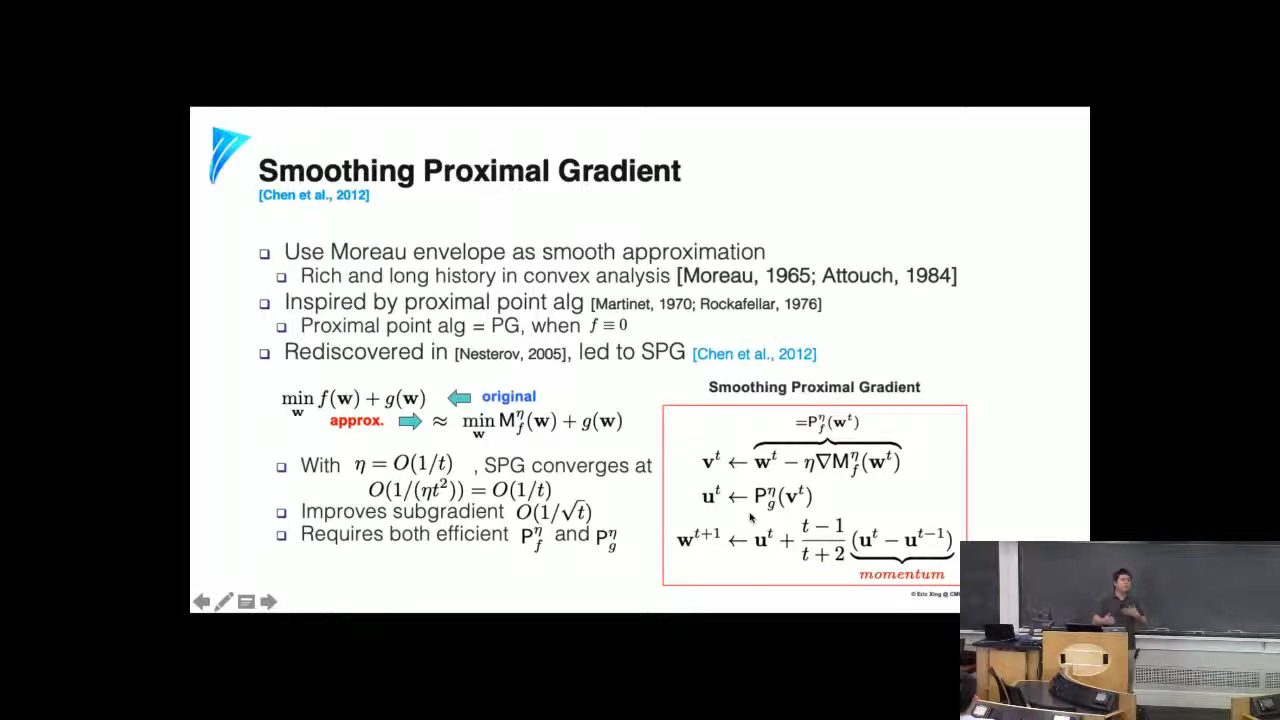 Smoothing Proximal Gradient
[Chen et al., 2012]
Use Moreau envelope as smooth approximation
Rich and long history in convex analysis [Moreau, 1965; Attouch, 1984]
Inspired by proximal point alg [Martinet, 1970; Rockafellar, 1976]
Proximal point alg = PG, when f ≡ 0
Rediscovered in [Nesterov, 2005], led to SPG [Chen et al., 2012]
min_w f(w) + g(w) original
approx. ≈ min_w M_f^η(w) + g(w)
With η = O(1/t) , SPG converges at
O(1/(ηt²)) = O(1/t)
Improves subgradient O(1/√t)
Requires both efficient P_f^η and P_g^η
Smoothing Proximal Gradient
=P_f^η(w^t)
v^t ← w^t − η∇M_f^η(w^t)
u^t ← P_g^η(v^t)
w^{t+1} ← u^t + (t−1)/(t+2) (u^t − u^{t−1})
momentum
© Eric Xing @ CM